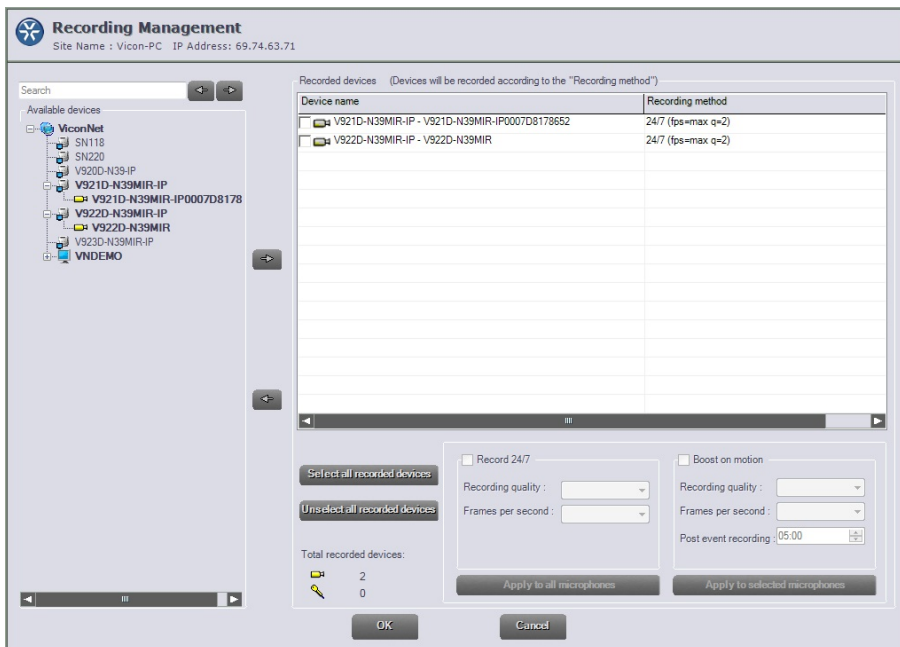 Recording Management
Site Name : Vicon-PC IP Address: 69.74.63.71
Search
Available devices
ViconNet
SN118
SN220
V920D-N39-IP
V921D-N39MIR-IP
V921D-N39MIR-IP0007D8178
V922D-N39MIR-IP
V922D-N39MIR
V923D-N39MIR-IP
VNDEMO
Recorded devices (Devices will be recorded according to the "Recording method")
Device name Recording method
V921D-N39MIR-IP - V921D-N39MIR-IP0007D8178652 24/7 (fps=max q=2)
V922D-N39MIR-IP - V922D-N39MIR 24/7 (fps=max q=2)
Select all recorded devices
Unselect all recorded devices
Total recorded devices:
2
0
Record 24/7
Recording quality :
Frames per second :
Apply to all microphones
Boost on motion
Recording quality :
Frames per second :
Post event recording : 05:00
Apply to selected microphones
OK
Cancel